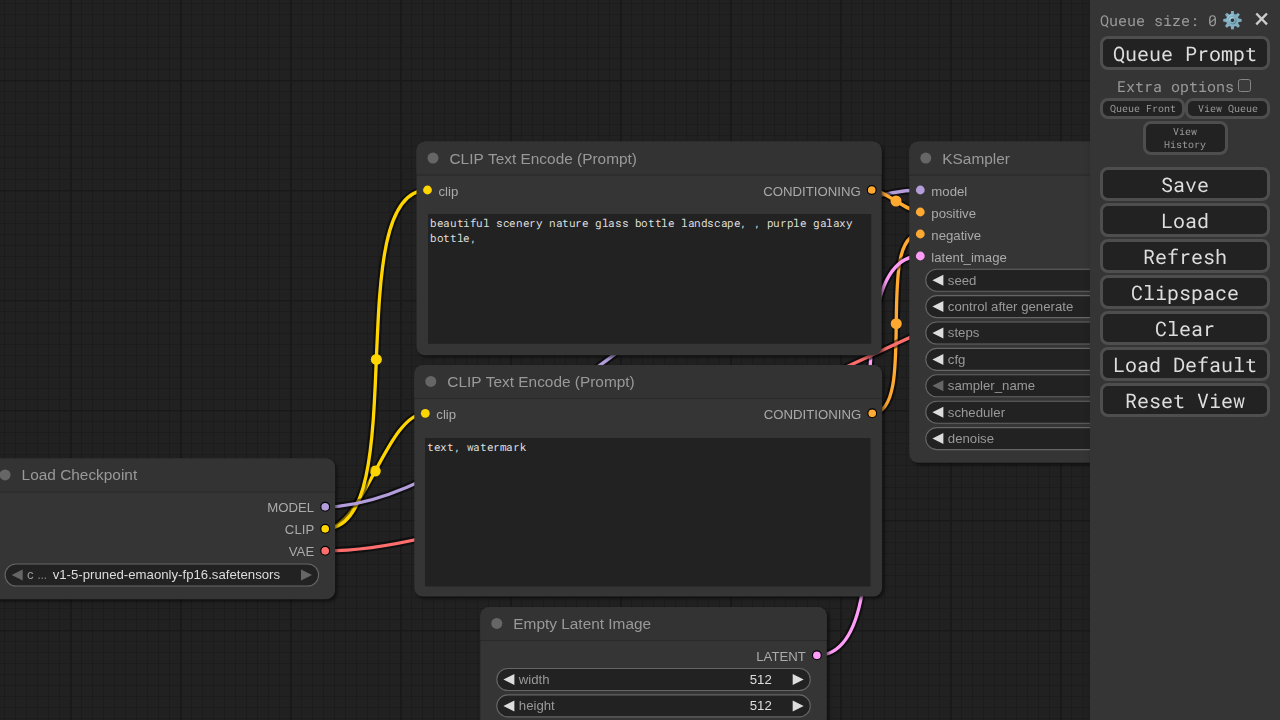 Queue size: 0
Queue Prompt
Extra options
Queue Front
View Queue
View
History
Save
Load
Refresh
Clipspace
Clear
Load Default
Reset View
CLIP Text Encode (Prompt)
clip
CONDITIONING
beautiful scenery nature glass bottle landscape, , purple galaxy
bottle,
KSampler
model
positive
negative
latent_image
seed
control after generate
steps
cfg
sampler_name
scheduler
denoise
CLIP Text Encode (Prompt)
clip
CONDITIONING
text, watermark
Load Checkpoint
MODEL
CLIP
VAE
c ... v1-5-pruned-emaonly-fp16.safetensors
Empty Latent Image
LATENT
width 512
height 512